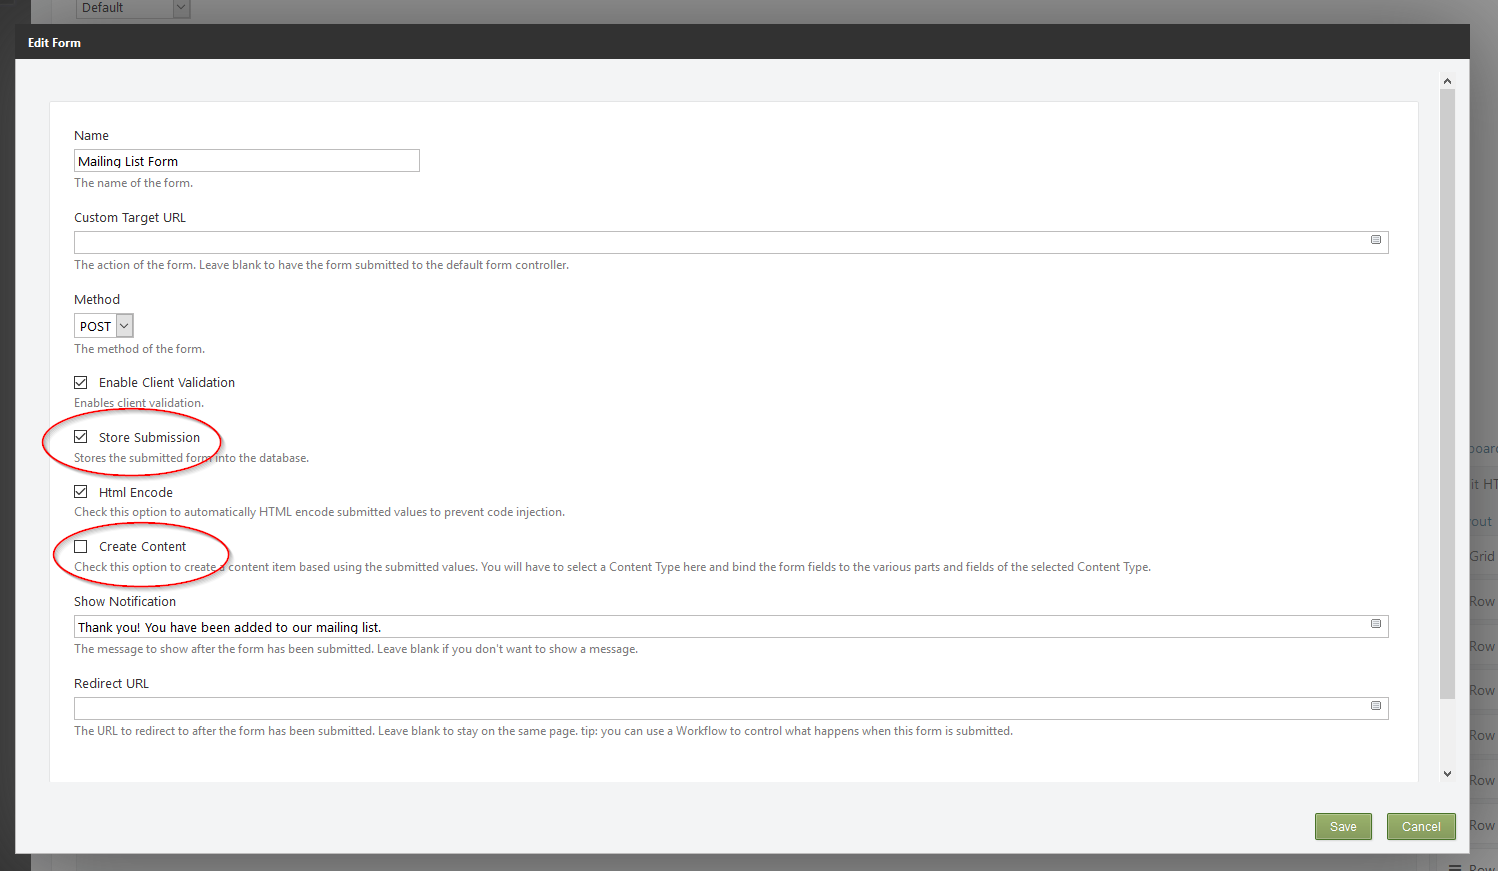 Default
Edit Form
Name
Mailing List Form
The name of the form.
Custom Target URL
The action of the form. Leave blank to have the form submitted to the default form controller.
Method
POST
The method of the form.
Enable Client Validation
Enables client validation.
Store Submission
Stores the submitted form into the database.
Html Encode
Check this option to automatically HTML encode submitted values to prevent code injection.
Create Content
Check this option to create a content item based using the submitted values. You will have to select a Content Type here and bind the form fields to the various parts and fields of the selected Content Type.
Show Notification
Thank you! You have been added to our mailing list.
The message to show after the form has been submitted. Leave blank if you don't want to show a message.
Redirect URL
The URL to redirect to after the form has been submitted. Leave blank to stay on the same page. tip: you can use a Workflow to control what happens when this form is submitted.
Save
Cancel
Grid
Row
Row
Row
Row
Row
Row
Row